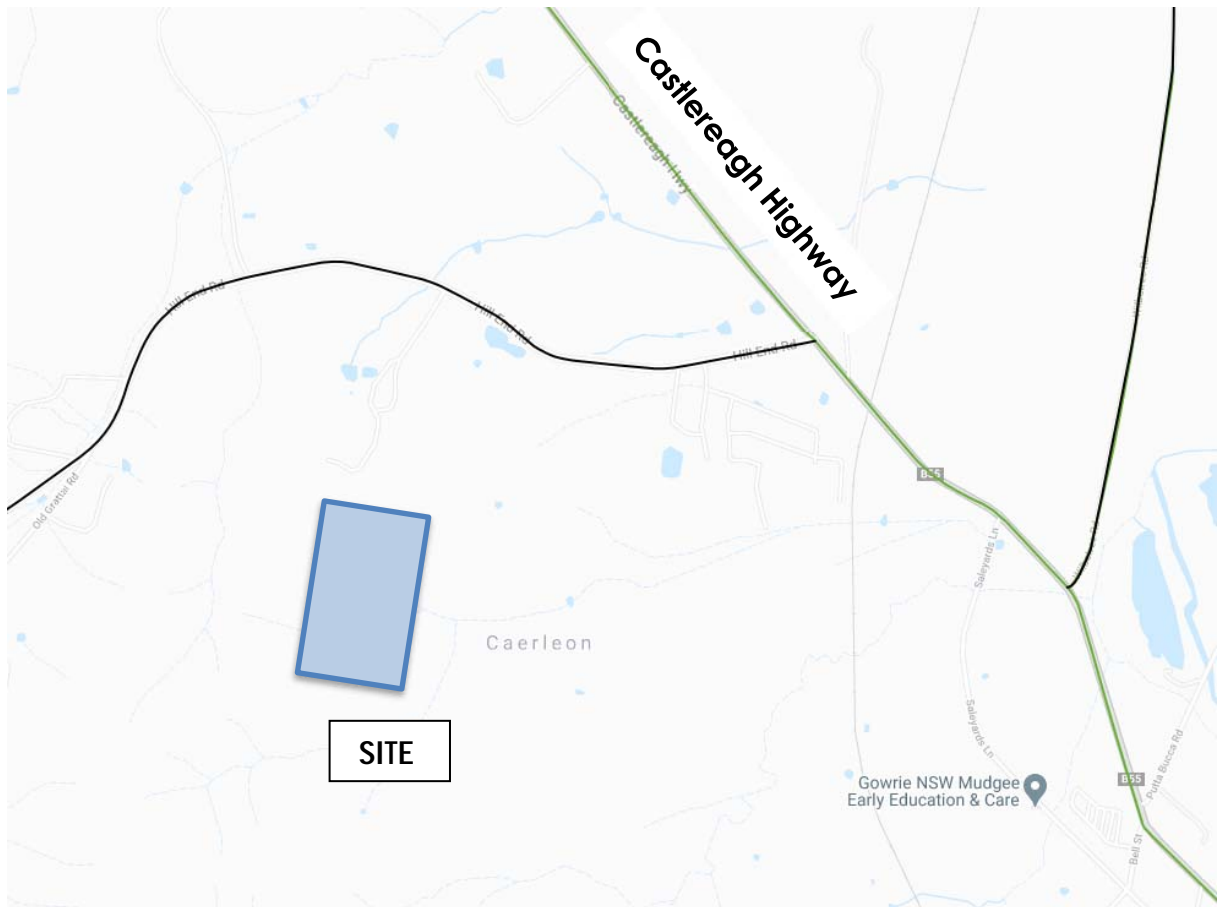 Castlereagh Highway
Castlereagh Hwy
Hill End Rd
Hill End Rd
Hill End Rd
Old Grattai Rd
B55
Saleyards Ln
Caerleon
SITE
Saleyards Ln
Gowrie NSW Mudgee
Early Education & Care
B55
Putta Bucca Rd
Bell St